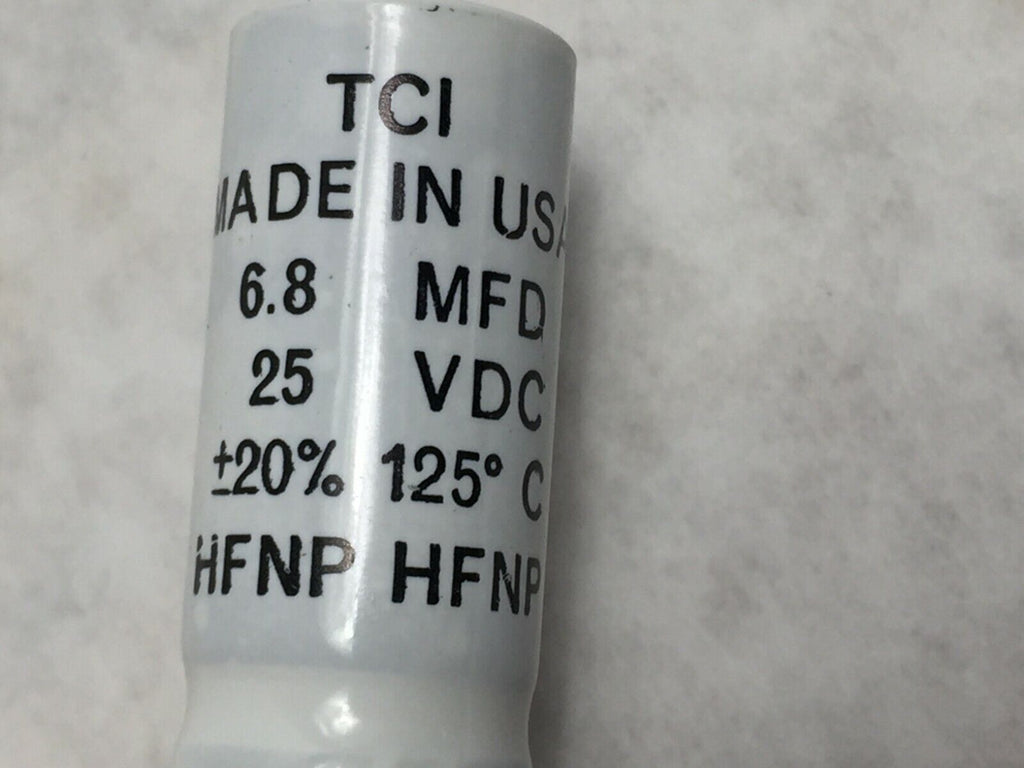 TCI
MADE IN USA
6.8 MFD
25 VDC
±20% 125° C
HFNP HFNP